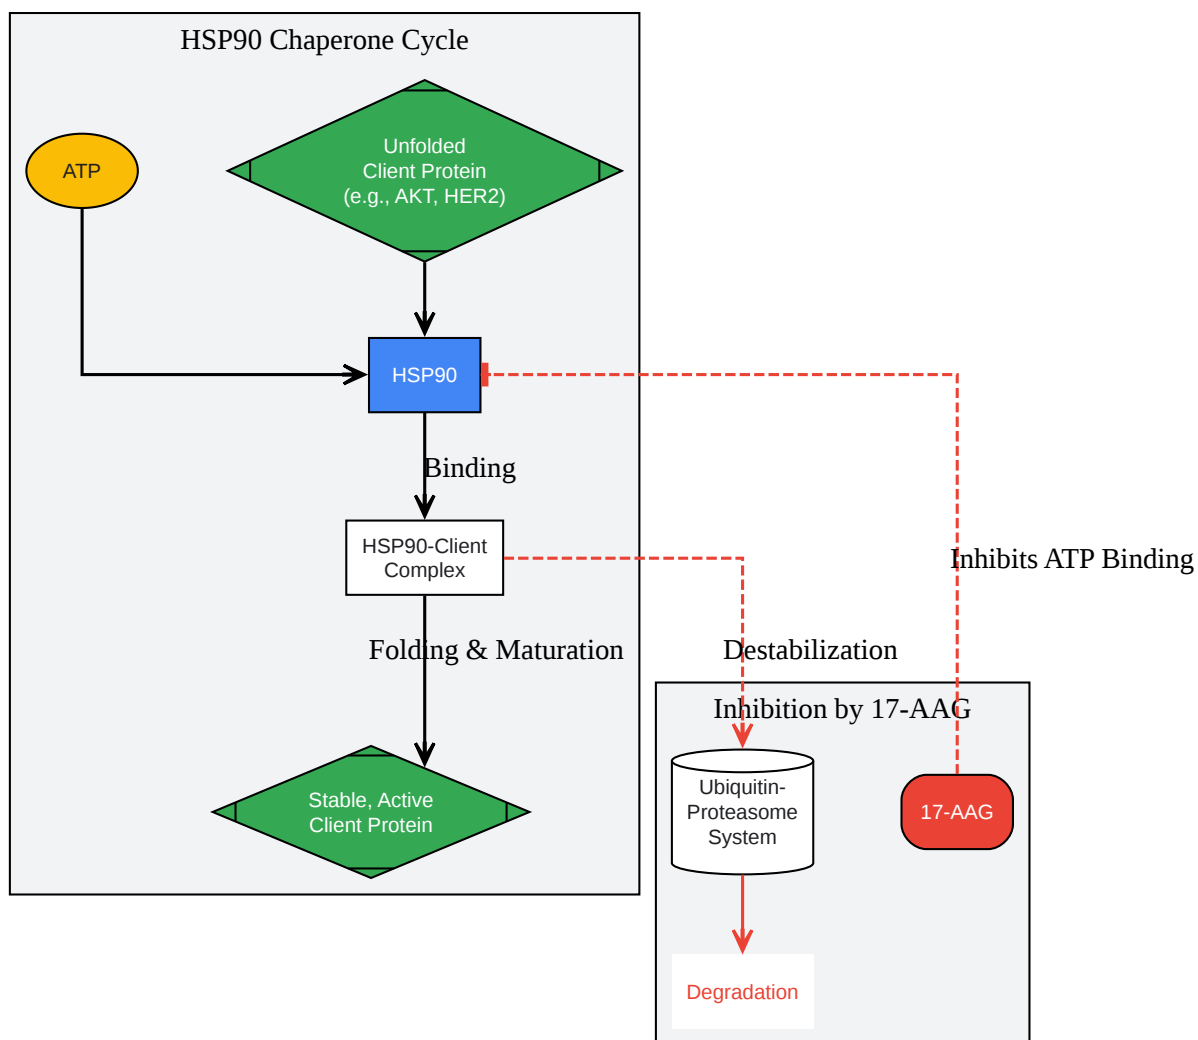 HSP90 Chaperone Cycle
ATP
Unfolded
Client Protein
(e.g., AKT, HER2)
HSP90
Binding
HSP90-Client
Complex
Inhibits ATP Binding
Folding & Maturation
Destabilization
Inhibition by 17-AAG
Ubiquitin-
Proteasome
System
17-AAG
Stable, Active
Client Protein
Degradation